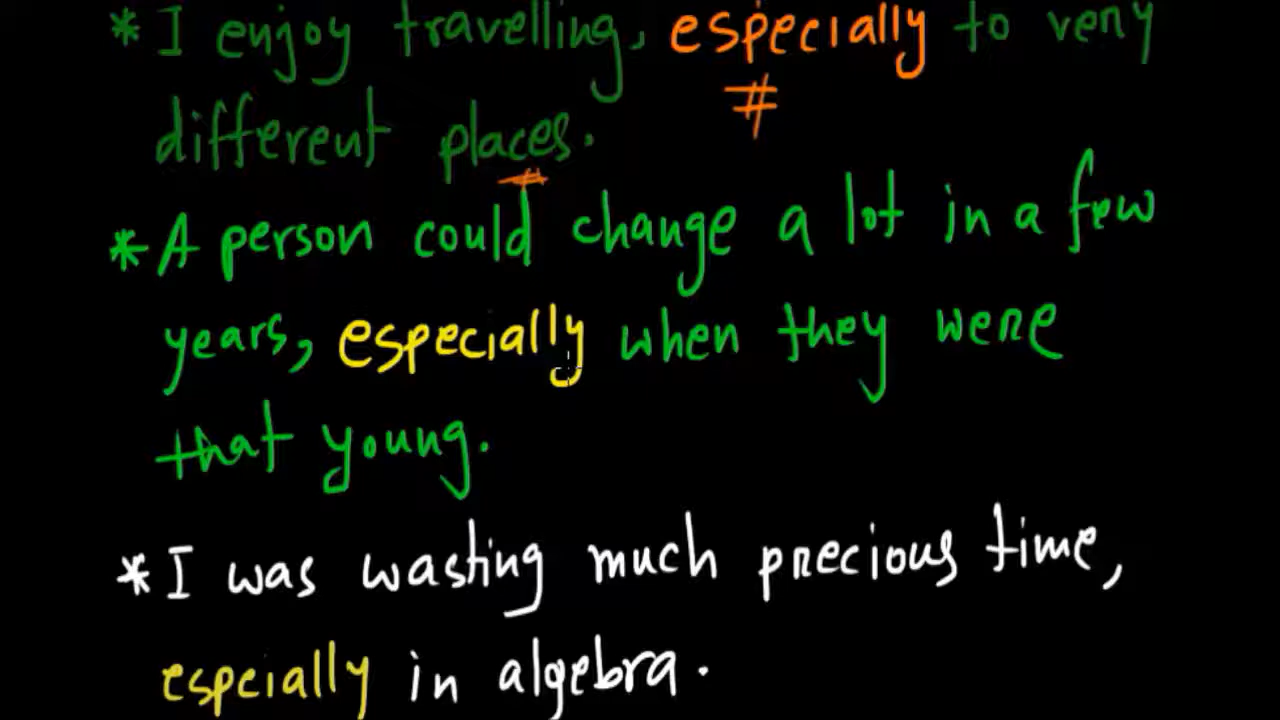 * I enjoy travelling, especially to very
#
different places.
#
* A person could change a lot in a few
years, especially when they were
that young.
* I was wasting much precious time,
espcially in algebra.